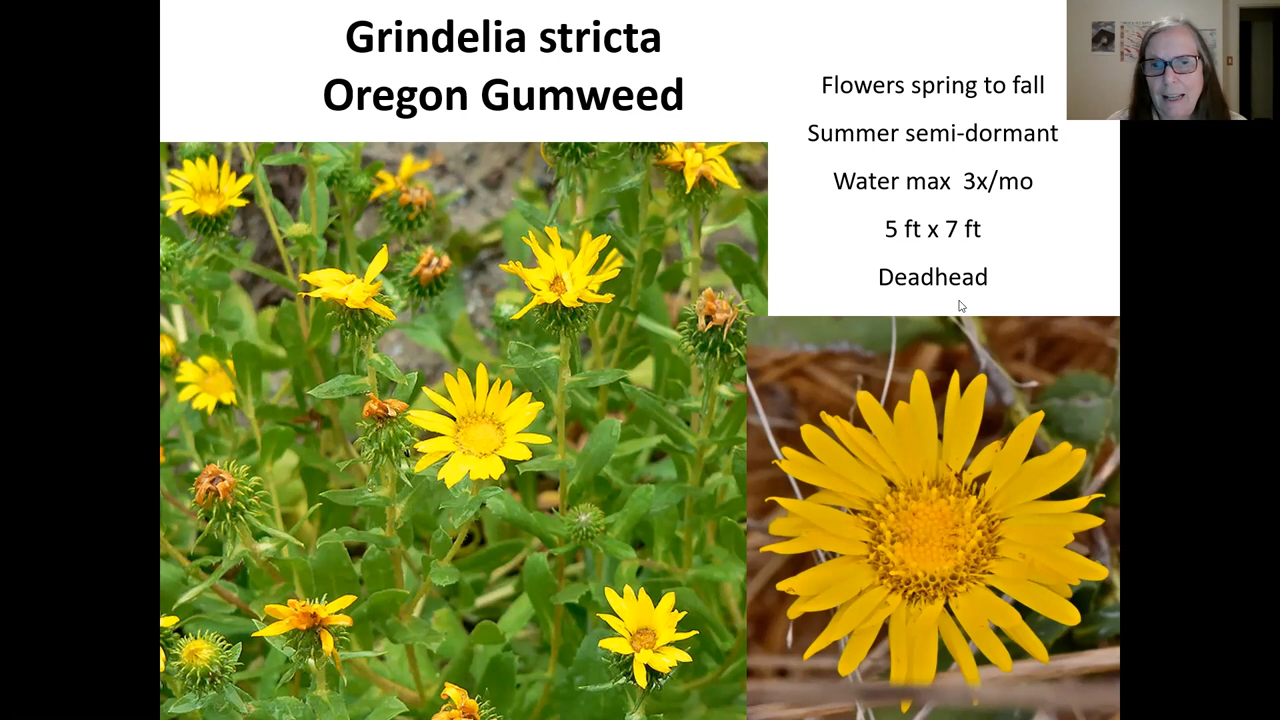 Grindelia stricta
Oregon Gumweed
Flowers spring to fall
Summer semi-dormant
Water max 3x/mo
5 ft x 7 ft
Deadhead